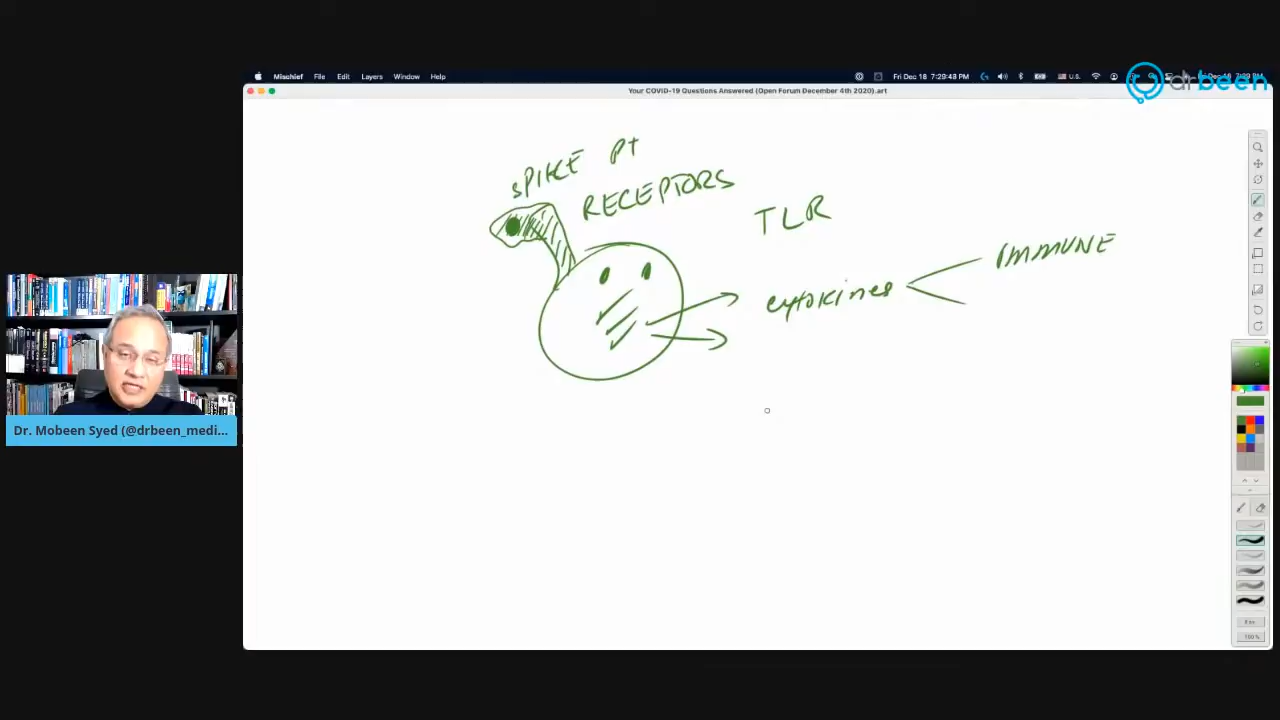 Mischief File Edit Layers Window Help
Fri Dec 18 7:29:48 PM U.S.
drbeen
Your COVID-19 Questions Answered (Open Forum December 4th 2020).art
SPIKE Pt
RECEPTORS
TLR
IMMUNE
cytokines
Dr. Mobeen Syed (@drbeen_medi...
100 %